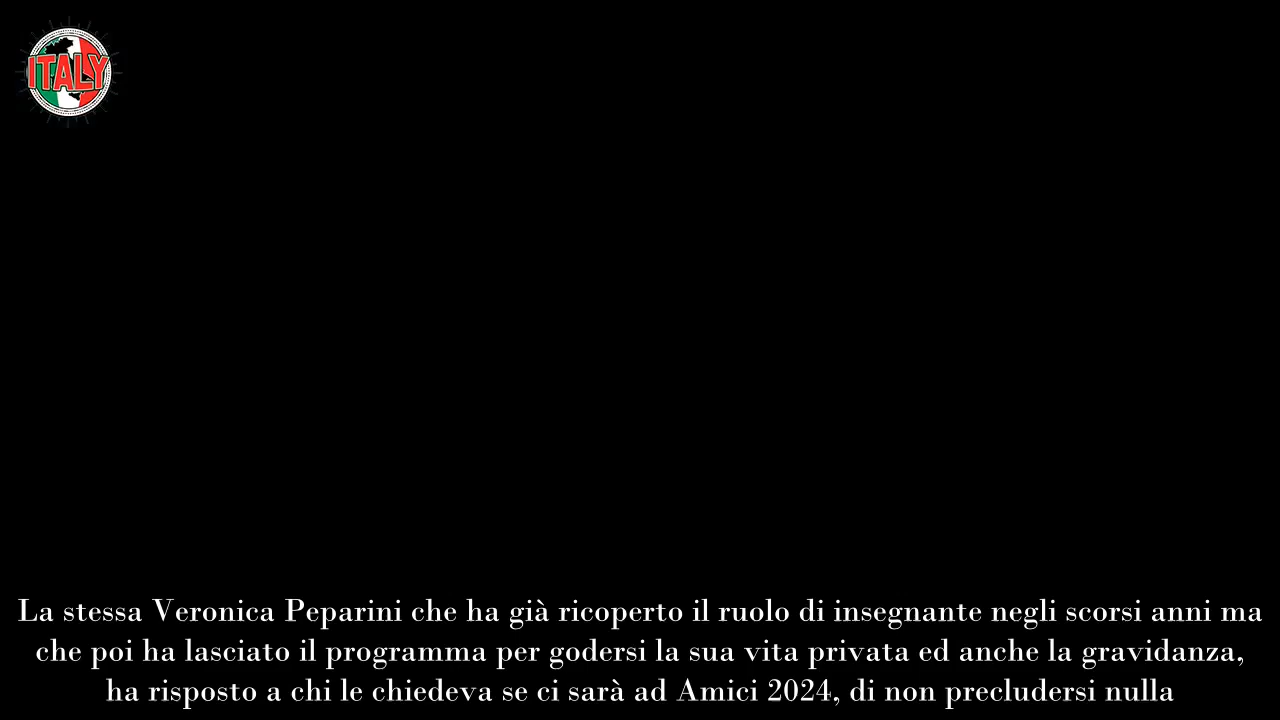 ITALY
La stessa Veronica Peparini che ha già ricoperto il ruolo di insegnante negli scorsi anni ma
che poi ha lasciato il programma per godersi la sua vita privata ed anche la gravidanza,
ha risposto a chi le chiedeva se ci sarà ad Amici 2024, di non precludersi nulla